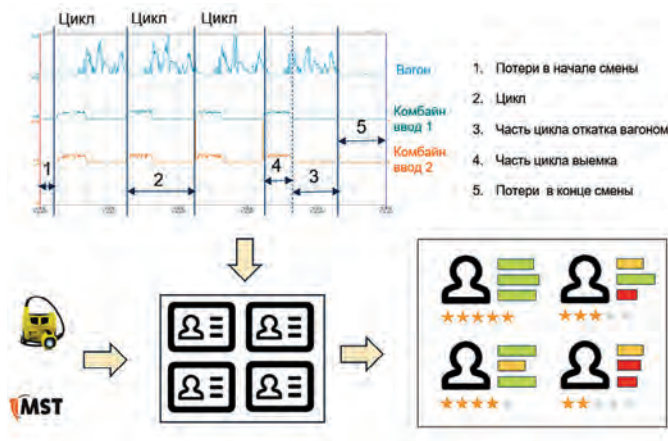 Цикл Цикл Цикл
Вагон
Комбайн
ввод 1
Комбайн
ввод 2
1
2
3
4
5
1. Потери в начале смены
2. Цикл
3. Часть цикла откатка вагоном
4. Часть цикла выемка
5. Потери в конце смены
MST